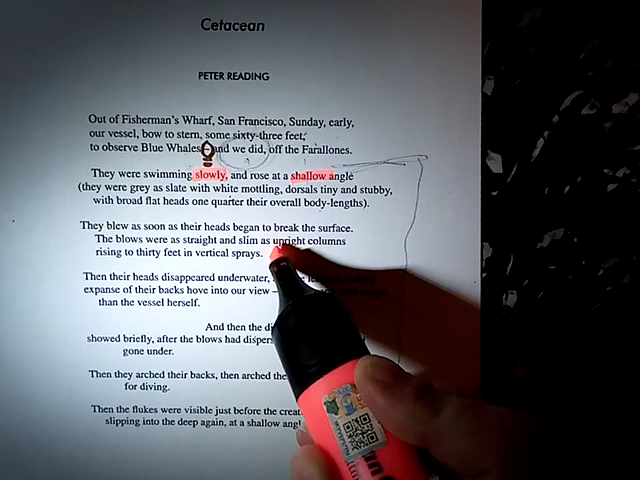 Cetacean
PETER READING
Out of Fisherman's Wharf, San Francisco, Sunday, early,
our vessel, bow to stern, some sixty-three feet,
to observe Blue Whales and we did, off the Farallones.
They were swimming slowly, and rose at a shallow angle
(they were grey as slate with white mottling, dorsals tiny and stubby,
with broad flat heads one quarter their overall body-lengths).
They blew as soon as their heads began to break the surface.
The blows were as straight and slim as upright columns
rising to thirty feet in vertical sprays.
Then their heads disappeared underwater,
expanse of their backs hove into our view –
than the vessel herself.
And then the
showed briefly, after the blows had
gone under.
Then they arched their backs, then arched
for diving.
Then the flukes were visible just before the
slipping into the deep again, at a shallow